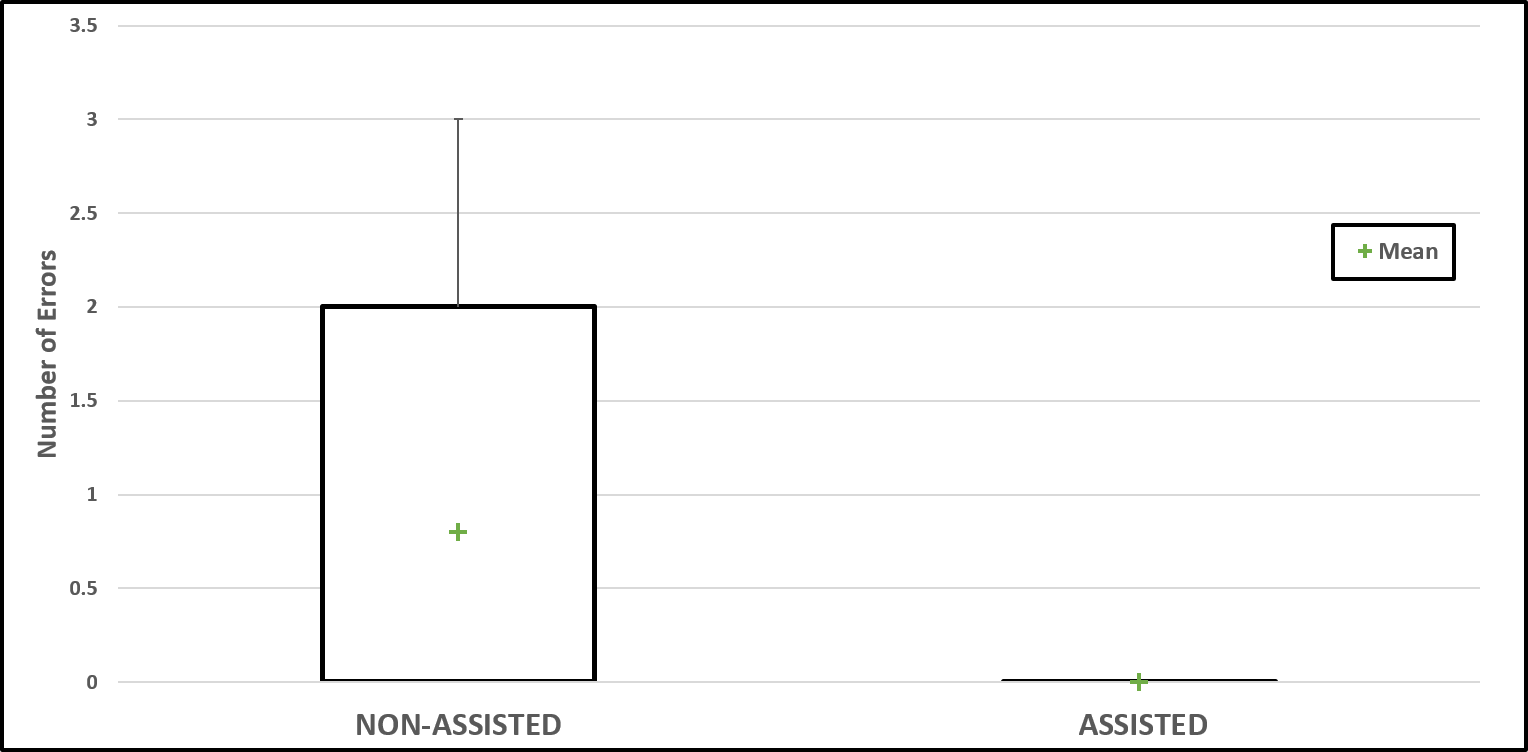 3.5
3
2.5
2
1.5
1
0.5
0
Number of Errors
Mean
NON-ASSISTED
ASSISTED